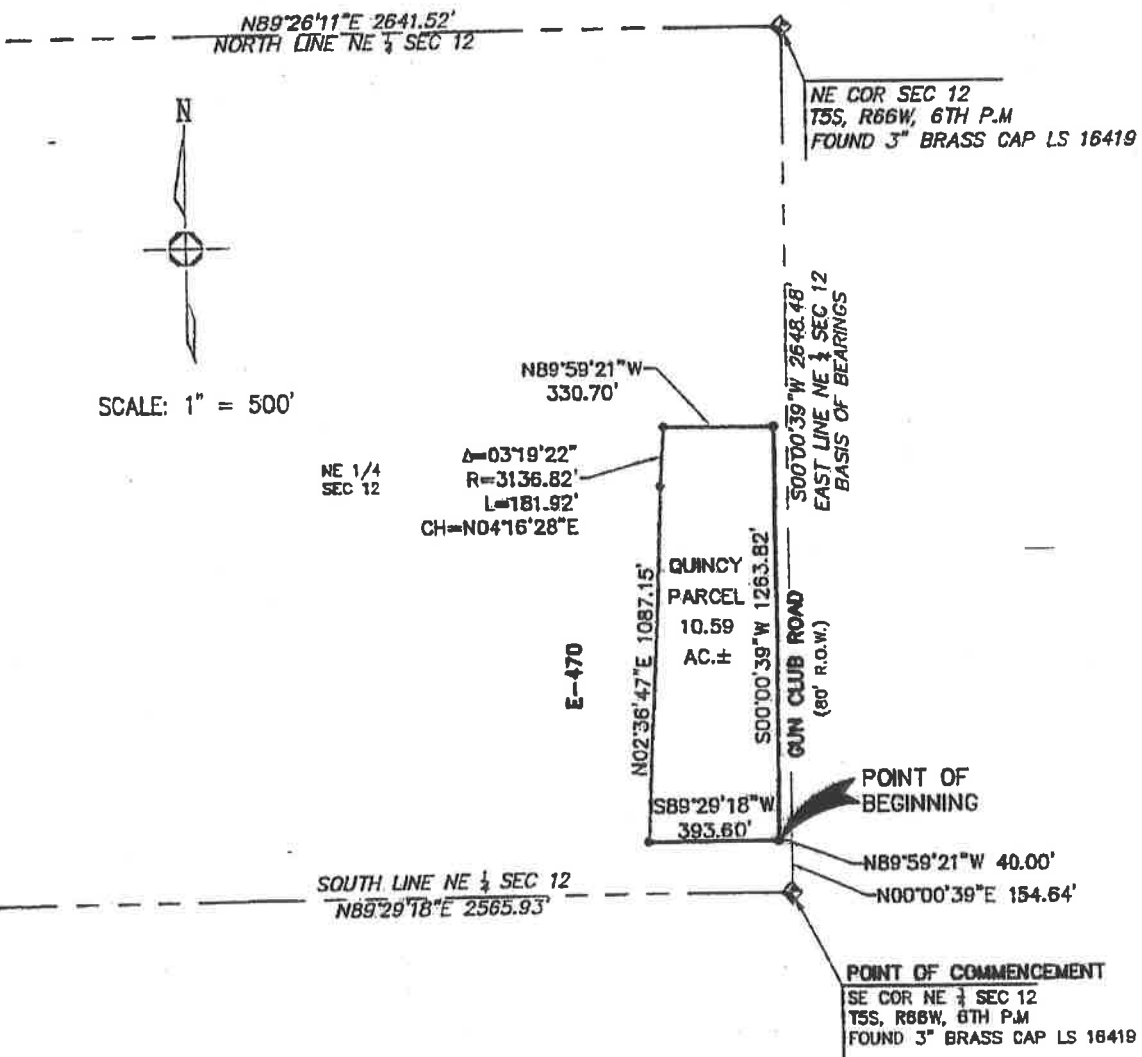 N89°26'11"E 2641.52'
NORTH LINE NE ¼ SEC 12
NE COR SEC 12
T5S, R66W, 6TH P.M
FOUND 3" BRASS CAP LS 16419
N
SCALE: 1" = 500'
S00°00'39"W 2648.48'
EAST LINE NE ¼ SEC 12
BASIS OF BEARINGS
N89°59'21"W
330.70'
NE 1/4
SEC 12
Δ=03°19'22"
R=3136.82'
L=181.92'
CH=N04°16'28"E
QUINCY
PARCEL
10.59
AC.±
N02°36'47"E 1087.15'
S00°00'39"W 1263.82'
E-470
GUN CLUB ROAD
(80' R.O.W.)
S89°29'18"W
393.60'
POINT OF
BEGINNING
N89°59'21"W 40.00'
N00°00'39"E 154.64'
SOUTH LINE NE ¼ SEC 12
N89°29'18"E 2565.93'
POINT OF COMMENCEMENT
SE COR NE ¼ SEC 12
T5S, R66W, 6TH P.M
FOUND 3" BRASS CAP LS 16419